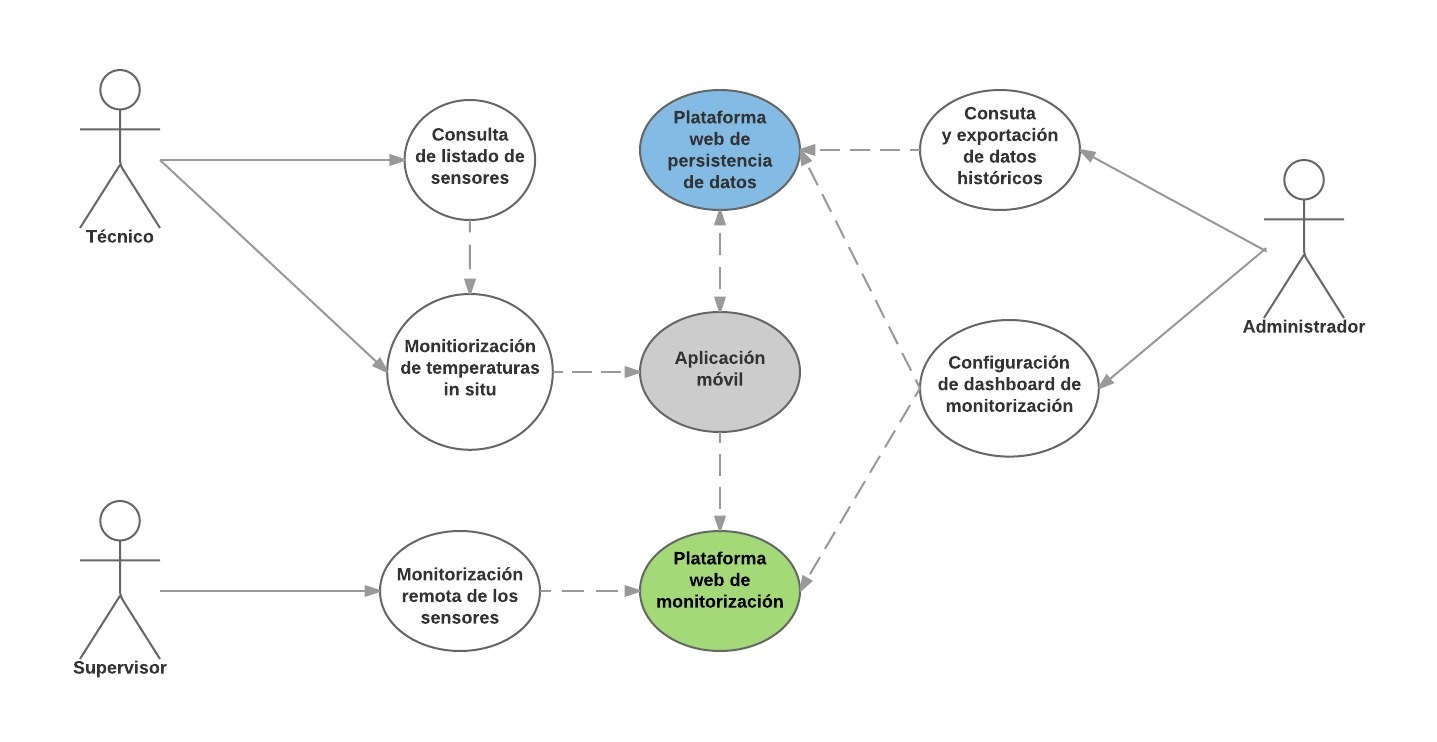 Técnico
Consulta
de listado de
sensores
Plataforma
web de
persistencia
de datos
Consuta
y exportación
de datos
históricos
Administrador
Monitiorización
de temperaturas
in situ
Aplicación
móvil
Configuración
de dashboard de
monitorización
Supervisor
Monitorización
remota de los
sensores
Plataforma
web de
monitorización